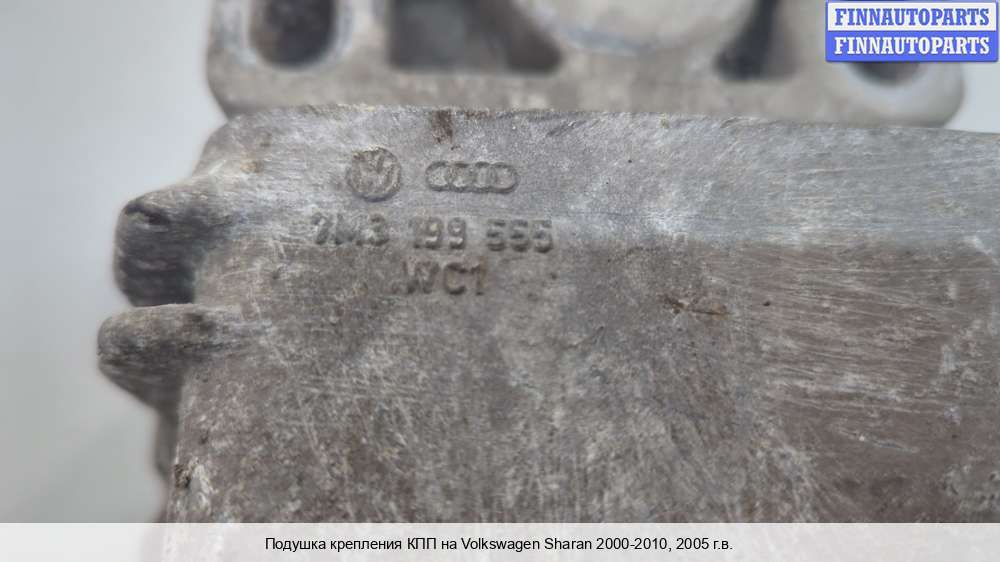 FINNAUTOPARTS
FINNAUTOPARTS
7M3 199 555
WC1
Подушка крепления КПП на Volkswagen Sharan 2000-2010, 2005 г.в.